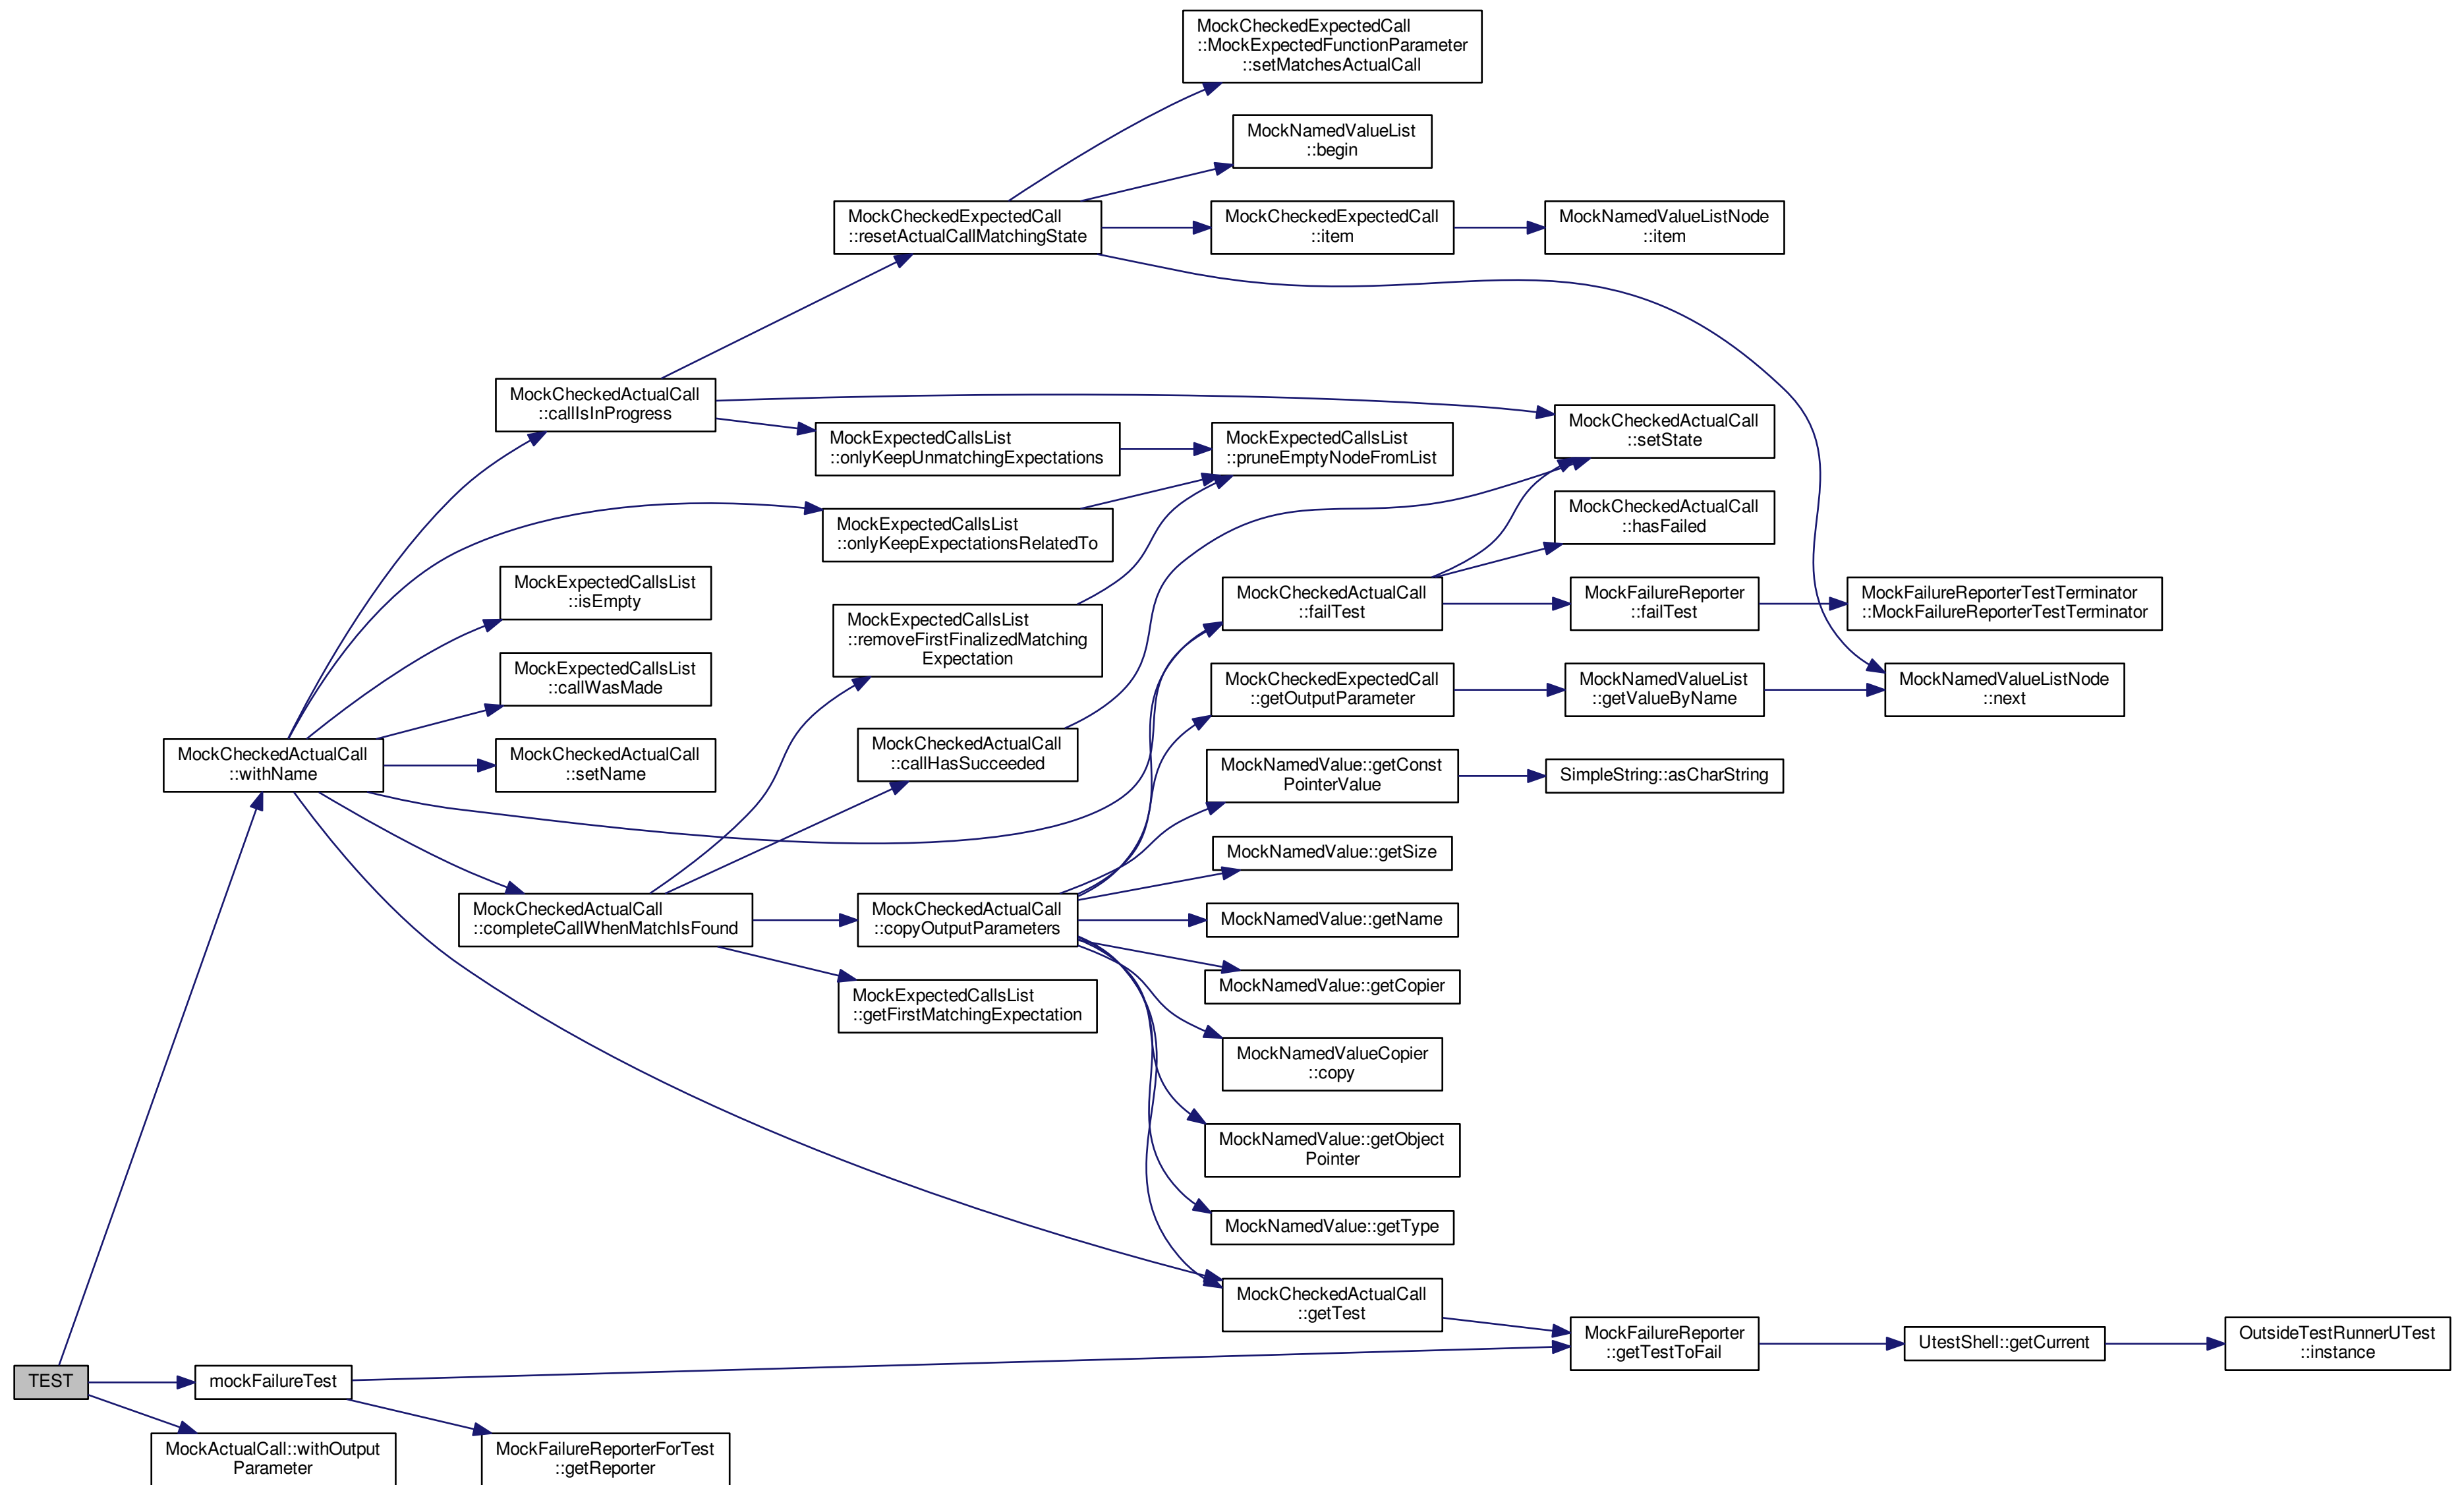 MockCheckedExpectedCall
::MockExpectedFunctionParameter
::setMatchesActualCall
MockNamedValueList
::begin
MockCheckedExpectedCall
::resetActualCallMatchingState
MockCheckedExpectedCall
::item
MockNamedValueListNode
::item
MockCheckedActualCall
::callIsInProgress
MockCheckedActualCall
::setState
MockExpectedCallsList
::onlyKeepUnmatchingExpectations
MockExpectedCallsList
::pruneEmptyNodeFromList
MockExpectedCallsList
::onlyKeepExpectationsRelatedTo
MockCheckedActualCall
::hasFailed
MockExpectedCallsList
::isEmpty
MockExpectedCallsList
::removeFirstFinalizedMatching
Expectation
MockCheckedActualCall
::failTest
MockFailureReporter
::failTest
MockFailureReporterTestTerminator
::MockFailureReporterTestTerminator
MockExpectedCallsList
::callWasMade
MockCheckedExpectedCall
::getOutputParameter
MockNamedValueList
::getValueByName
MockNamedValueListNode
::next
MockCheckedActualCall
::withName
MockCheckedActualCall
::setName
MockCheckedActualCall
::callHasSucceeded
MockNamedValue::getConst
PointerValue
SimpleString::asCharString
MockNamedValue::getSize
MockCheckedActualCall
::completeCallWhenMatchIsFound
MockCheckedActualCall
::copyOutputParameters
MockNamedValue::getName
MockNamedValue::getCopier
MockExpectedCallsList
::getFirstMatchingExpectation
MockNamedValueCopier
::copy
MockNamedValue::getObject
Pointer
MockNamedValue::getType
MockCheckedActualCall
::getTest
MockFailureReporter
::getTestToFail
UtestShell::getCurrent
OutsideTestRunnerUTest
::instance
TEST
mockFailureTest
MockActualCall::withOutput
Parameter
MockFailureReporterForTest
::getReporter